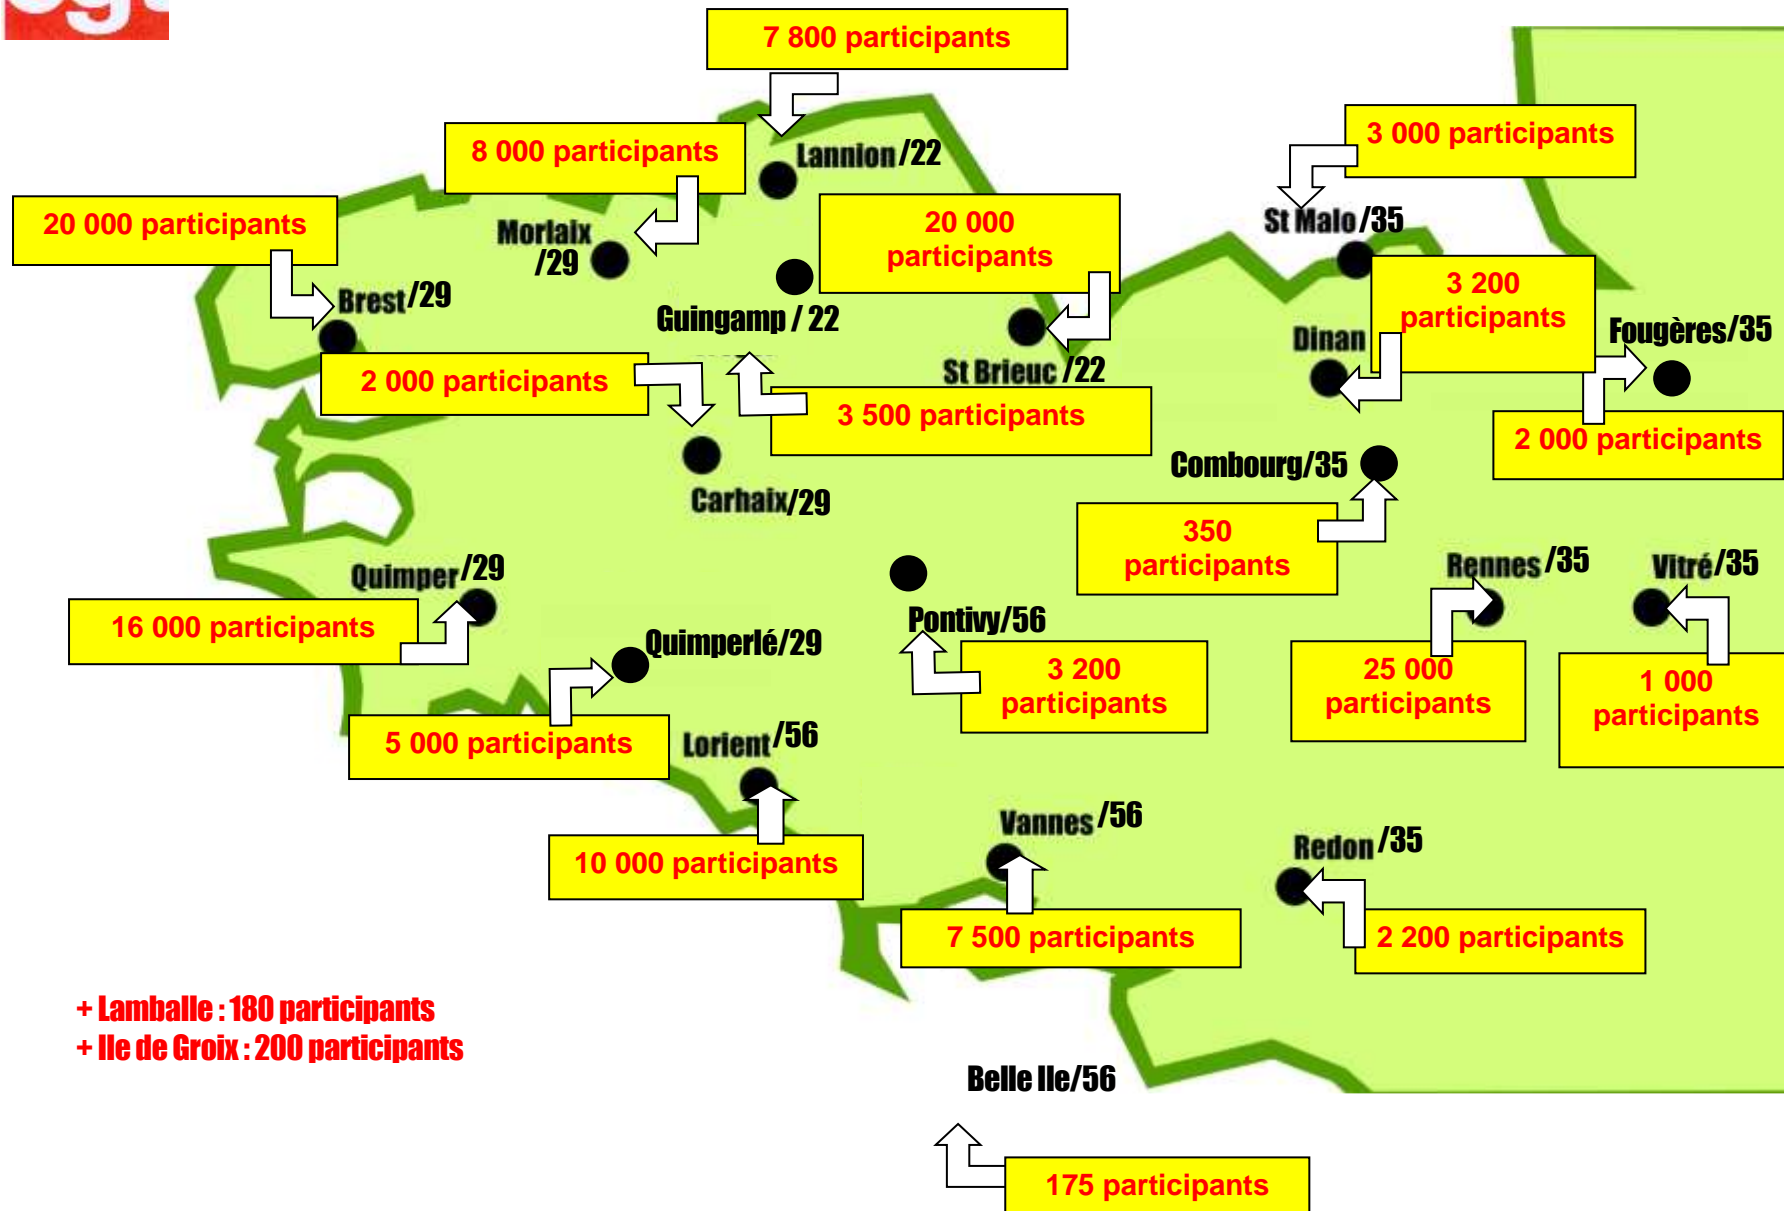 cgt
7 800 participants
3 000 participants
8 000 participants
Lannion /22
20 000 participants
20 000
participants
St Malo /35
Morlaix
/29
3 200
participants
Brest /29
Guingamp / 22
Fougères/35
Dinan
2 000 participants
St Brieuc /22
3 500 participants
2 000 participants
Combourg/35
Carhaix/29
350
participants
Quimper /29
Rennes /35
Vitré/35
16 000 participants
Pontivy/56
Quimperlé/29
3 200
participants
25 000
participants
1 000
participants
5 000 participants
Lorient /56
Vannes /56
Redon /35
10 000 participants
7 500 participants
2 200 participants
+ Lamballe : 180 participants
+ Ile de Groix : 200 participants
Belle Ile/56
175 participants